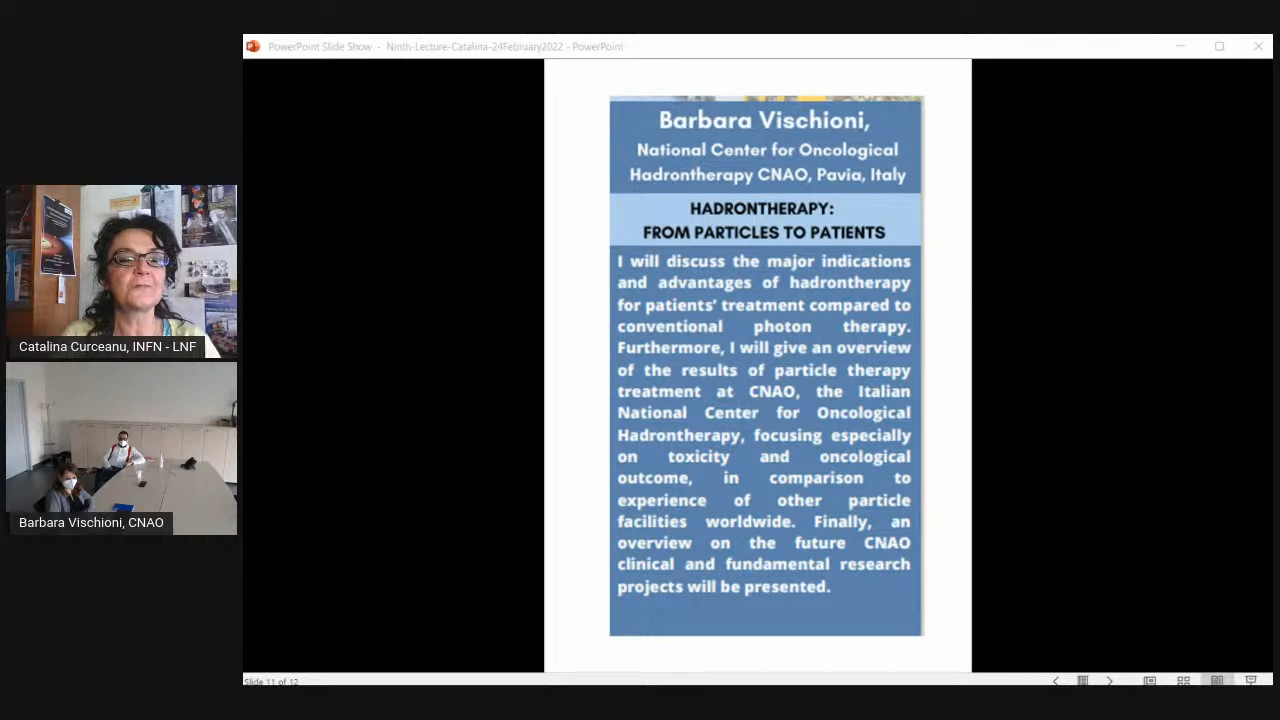 PowerPoint Slide Show - Ninth-Lecture-Catalina-24February2022 - PowerPoint
Barbara Vischioni,
National Center for Oncological
Hadrontherapy CNAO, Pavia, Italy
HADRONTHERAPY:
FROM PARTICLES TO PATIENTS
I will discuss the major indications
and advantages of hadrontherapy
for patients' treatment compared to
conventional photon therapy.
Furthermore, I will give an overview
of the results of particle therapy
treatment at CNAO, the Italian
National Center for Oncological
Hadrontherapy, focusing especially
on toxicity and oncological
outcome, in comparison to
experience of other particle
facilities worldwide. Finally, an
overview on the future CNAO
clinical and fundamental research
projects will be presented.
Catalina Curceanu, INFN - LNF
Barbara Vischioni, CNAO
Slide 11 of 12